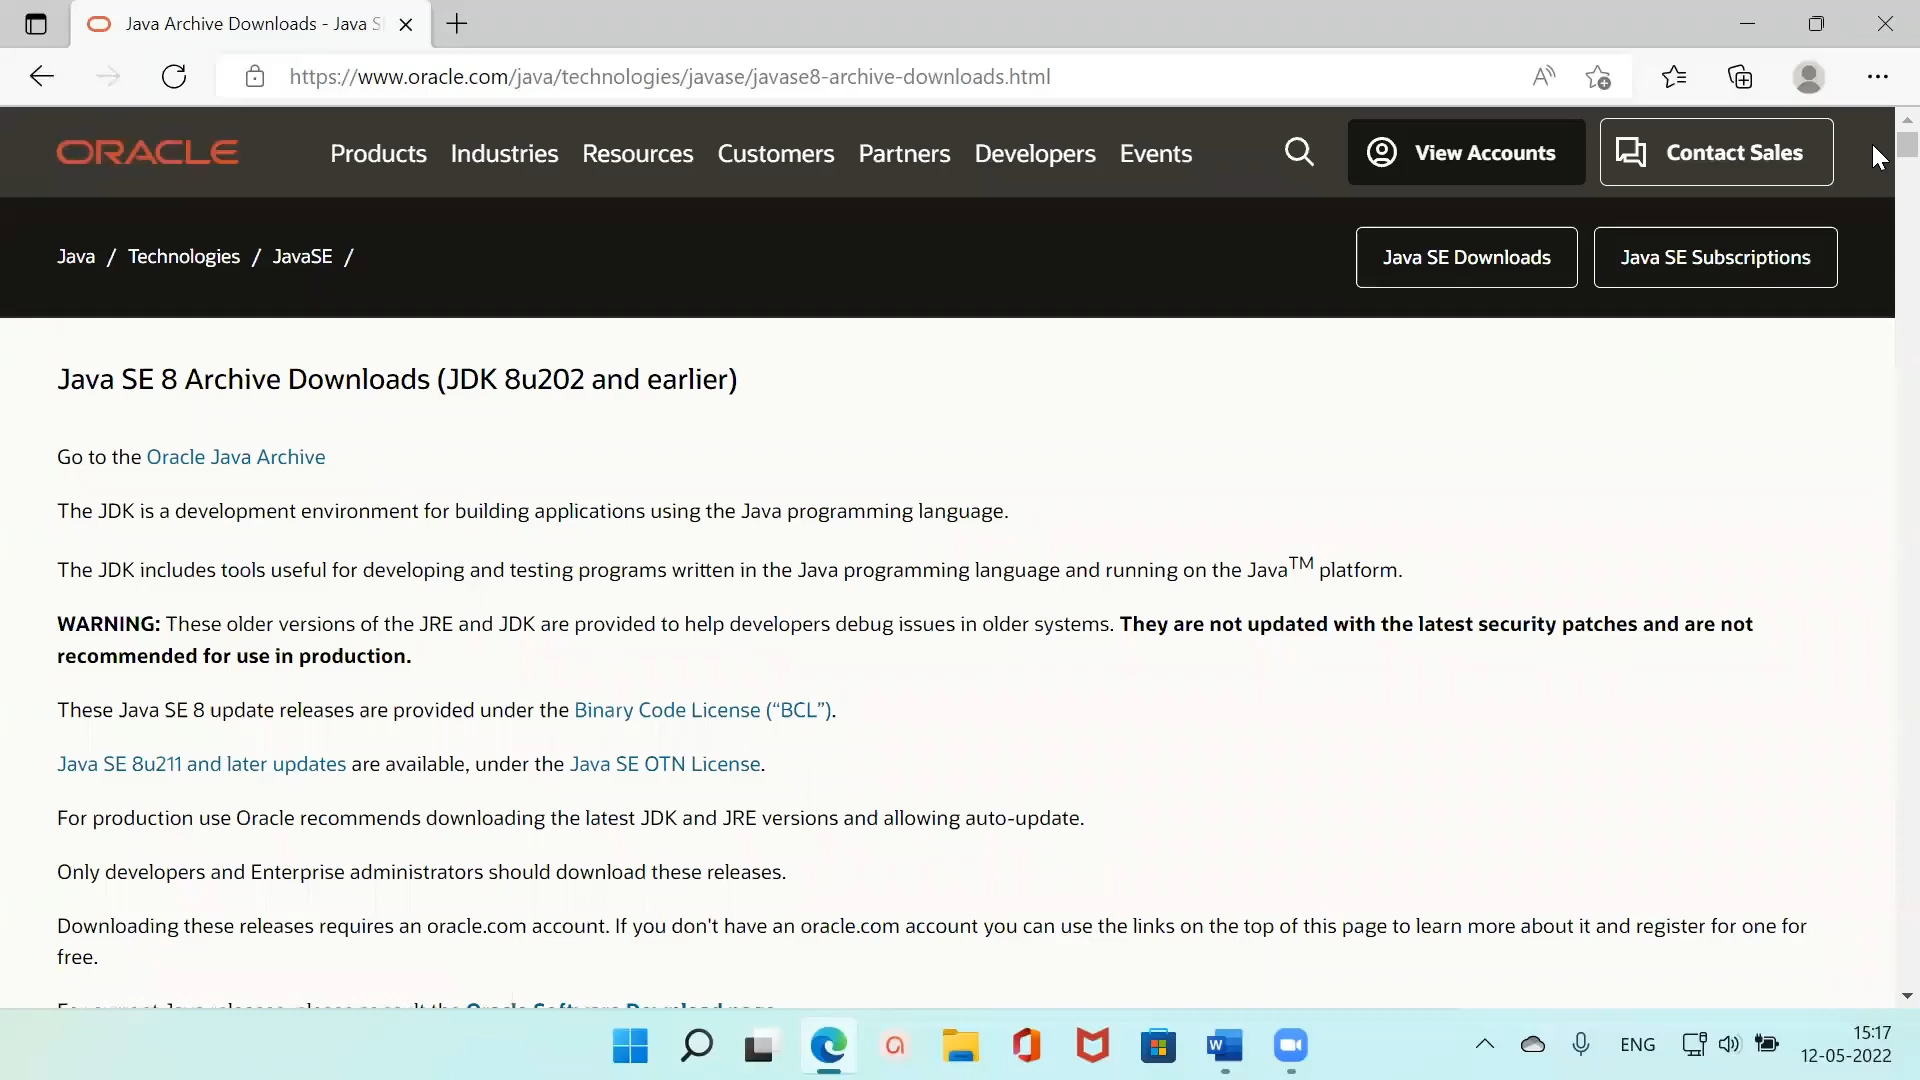 Java Archive Downloads - Java S
https://www.oracle.com/java/technologies/javase/javase8-archive-downloads.html
ORACLE
Products Industries Resources Customers Partners Developers Events
View Accounts
Contact Sales
Java / Technologies / JavaSE /
Java SE Downloads
Java SE Subscriptions
Java SE 8 Archive Downloads (JDK 8u202 and earlier)
Go to the Oracle Java Archive
The JDK is a development environment for building applications using the Java programming language.
The JDK includes tools useful for developing and testing programs written in the Java programming language and running on the Java™ platform.
WARNING: These older versions of the JRE and JDK are provided to help developers debug issues in older systems. They are not updated with the latest security patches and are not
recommended for use in production.
These Java SE 8 update releases are provided under the Binary Code License (“BCL”).
Java SE 8u211 and later updates are available, under the Java SE OTN License.
For production use Oracle recommends downloading the latest JDK and JRE versions and allowing auto-update.
Only developers and Enterprise administrators should download these releases.
Downloading these releases requires an oracle.com account. If you don't have an oracle.com account you can use the links on the top of this page to learn more about it and register for one for
free.
For current Java releases, please consult the Oracle Software Download page
ENG
15:17
12-05-2022